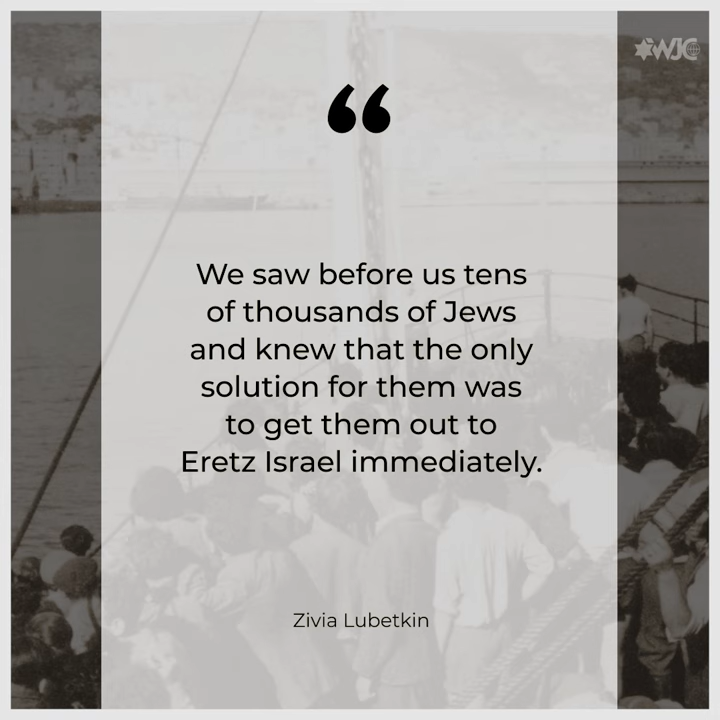 WJC
“
We saw before us tens
of thousands of Jews
and knew that the only
solution for them was
to get them out to
Eretz Israel immediately.
Zivia Lubetkin